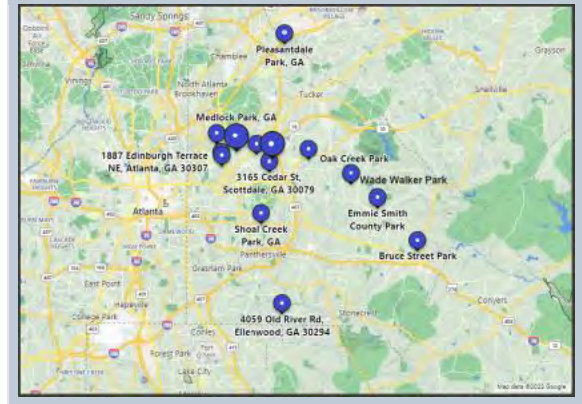 Sandy Springs
Pleasantdale
Park, GA
Chamblee
Grayson
Vinings
North Atlanta
Brookhaven
Tucker
Snellville
Medlock Park, GA
1887 Edinburgh Terrace
NE, Atlanta, GA 30307
Oak Creek Park
3165 Cedar St,
Scottdale, GA 30079
Wade Walker Park
Atlanta
Emmie Smith
County Park
Shoal Creek
Park, GA
Bruce Street Park
Panthersville
Gresham Park
East Point
Hapeville
College Park
4059 Old River Rd,
Ellenwood, GA 30294
Stonecrest
Conyers
Conley
Forest Park
Lake City
Map data ©2022 Google